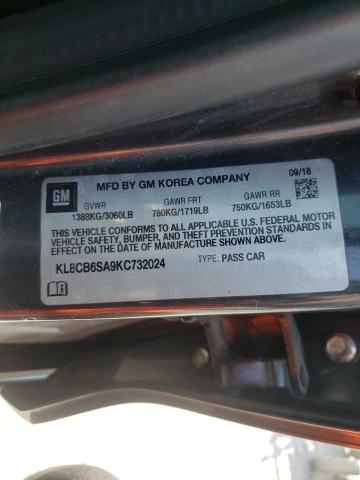 GM
MFD BY GM KOREA COMPANY 09/18
GVWR GAWR FRT GAWR RR
1388KG/3060LB 780KG/1719LB 750KG/1653LB
THIS VEHICLE CONFORMS TO ALL APPLICABLE U.S. FEDERAL MOTOR
VEHICLE SAFETY, BUMPER, AND THEFT PREVENTION STANDARDS IN
EFFECT ON THE DATE OF MANUFACTURE SHOWN ABOVE.
KL8CB6SA9KC732024 TYPE: PASS CAR